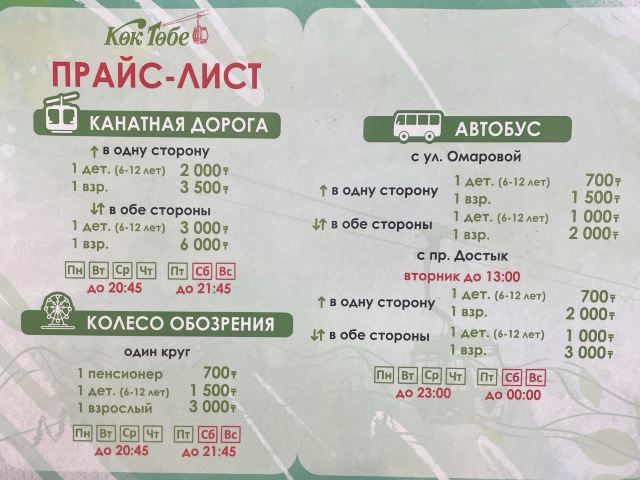 Көк Төбе
ПРАЙС-ЛИСТ
КАНАТНАЯ ДОРОГА
↑ в одну сторону
1 дет. (6-12 лет) 2 000₸
1 взр. 3 500₸
↓↑ в обе стороны
1 дет. (6-12 лет) 3 000₸
1 взр. 6 000₸
Пн Вт Ср Чт Пт Сб Вс
до 20:45 до 21:45
КОЛЕСО ОБОЗРЕНИЯ
один круг
1 пенсионер 700₸
1 дет. (6-12 лет) 1 500₸
1 взрослый 3 000₸
Пн Вт Ср Чт Пт Сб Вс
до 20:45 до 21:45
АВТОБУС
с ул. Омаровой
↑ в одну сторону
1 дет. (6-12 лет) 700₸
1 взр. 1 500₸
↓↑ в обе стороны
1 дет. (6-12 лет) 1 000₸
1 взр. 2 000₸
с пр. Достык
вторник до 13:00
↑ в одну сторону
1 дет. (6-12 лет) 700₸
1 взр. 2 000₸
↓↑ в обе стороны
1 дет. (6-12 лет) 1 000₸
1 взр. 3 000₸
Пн Вт Ср Чт Пт Сб Вс
до 23:00 до 00:00